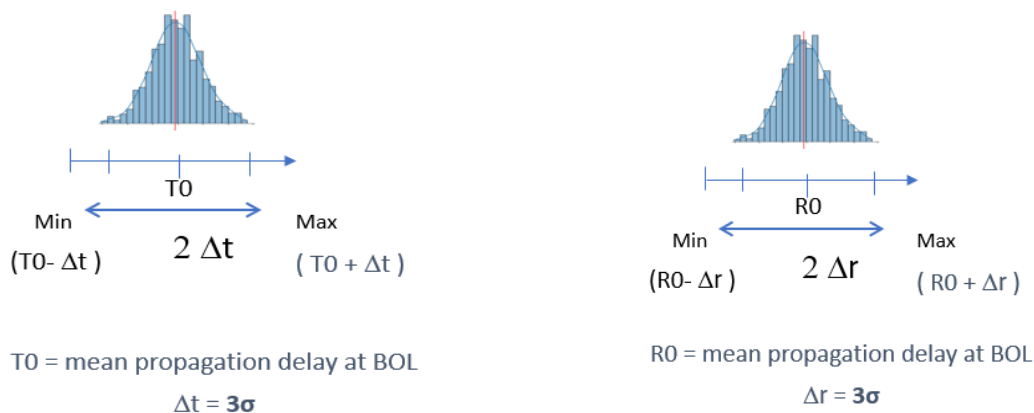 T0
Min
Max
2 Δt
(T0- Δt )
( T0 + Δt )
T0 = mean propagation delay at BOL
Δt = 3σ
R0
Min
Max
2 Δr
(R0- Δr )
( R0 + Δr )
R0 = mean propagation delay at BOL
Δr = 3σ